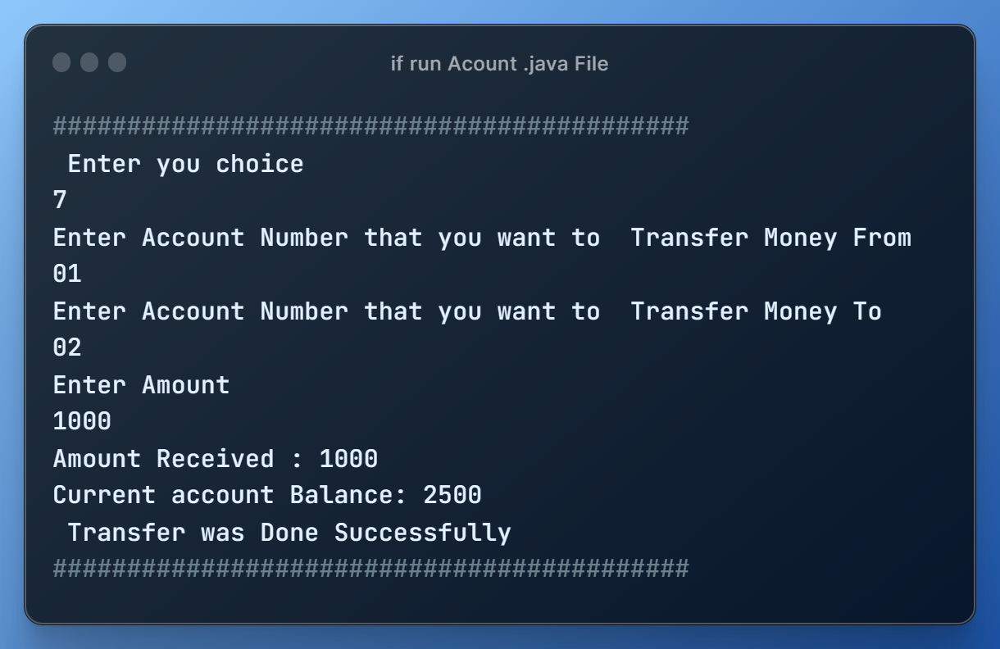 if run Acount .java File
###########################################
 Enter you choice
7
Enter Account Number that you want to  Transfer Money From
01
Enter Account Number that you want to  Transfer Money To
02
Enter Amount
1000
Amount Received : 1000
Current account Balance: 2500
 Transfer was Done Successfully
###########################################